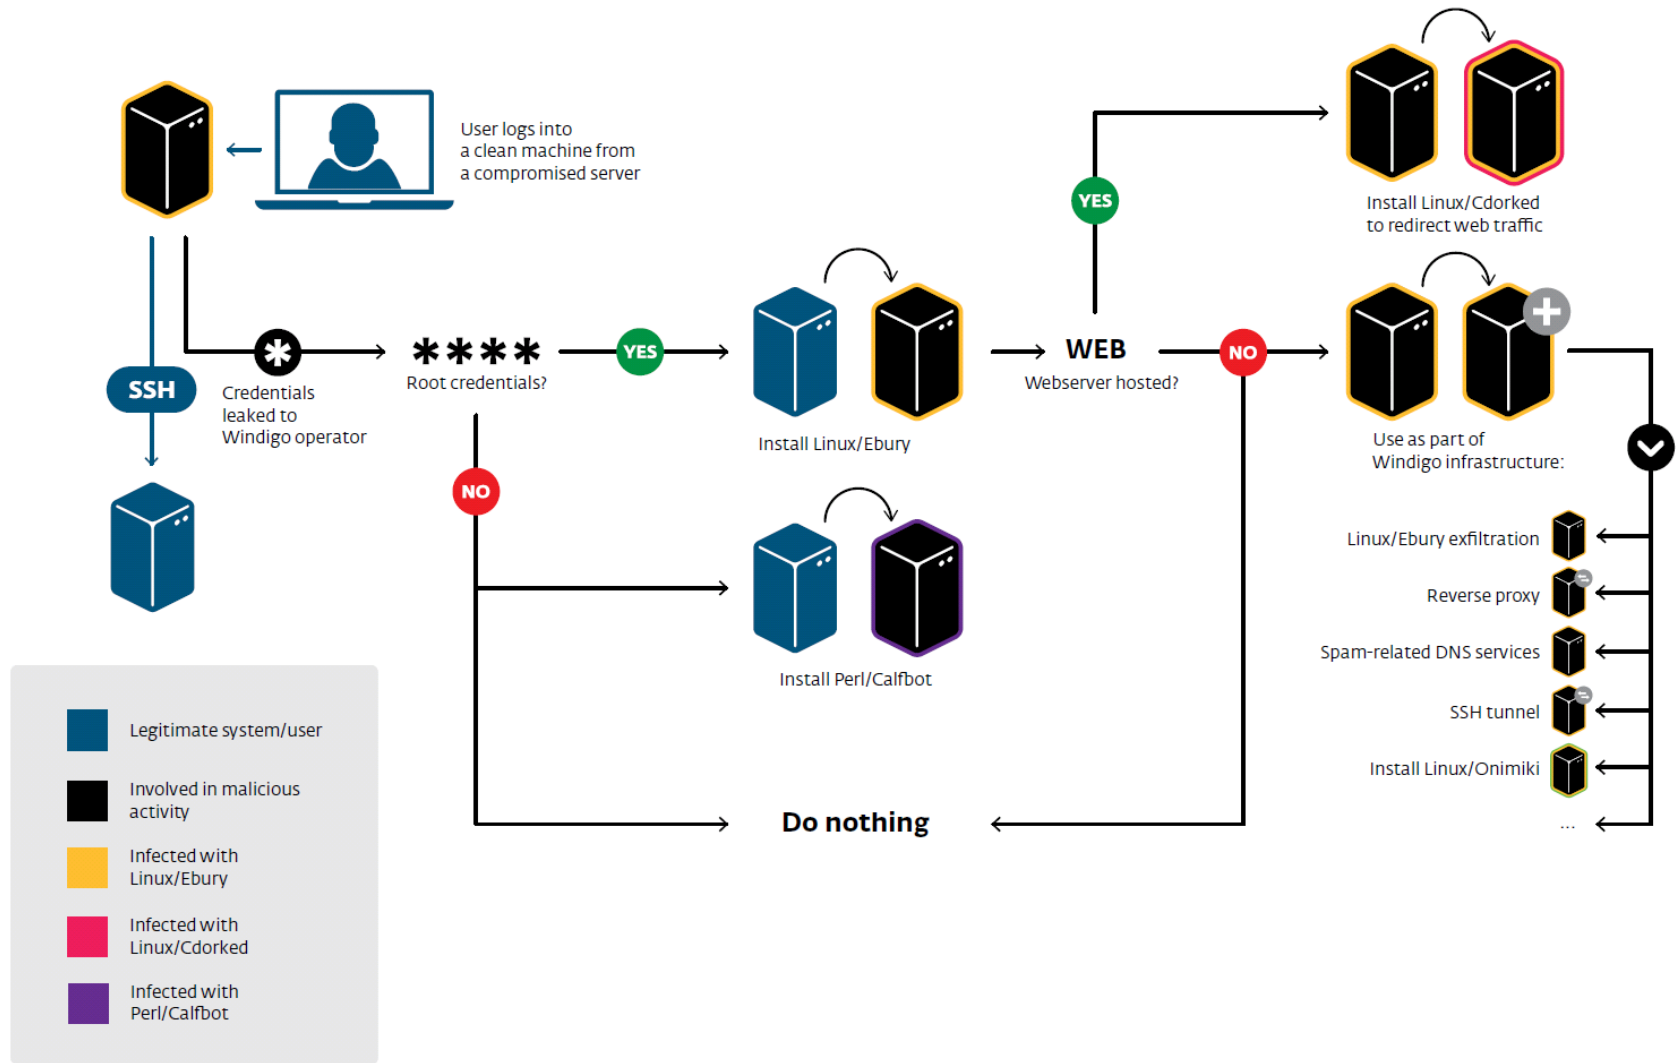 User logs into
a clean machine from
a compromised server
SSH
Credentials
leaked to
Windigo operator
****
Root credentials?
YES
NO
Install Linux/Ebury
Install Perl/Calfbot
Do nothing
WEB
Webserver hosted?
YES
NO
Install Linux/Cdorked
to redirect web traffic
Use as part of
Windigo infrastructure:
Linux/Ebury exfiltration
Reverse proxy
Spam-related DNS services
SSH tunnel
Install Linux/Onimiki
...
Legitimate system/user
Involved in malicious
activity
Infected with
Linux/Ebury
Infected with
Linux/Cdorked
Infected with
Perl/Calfbot